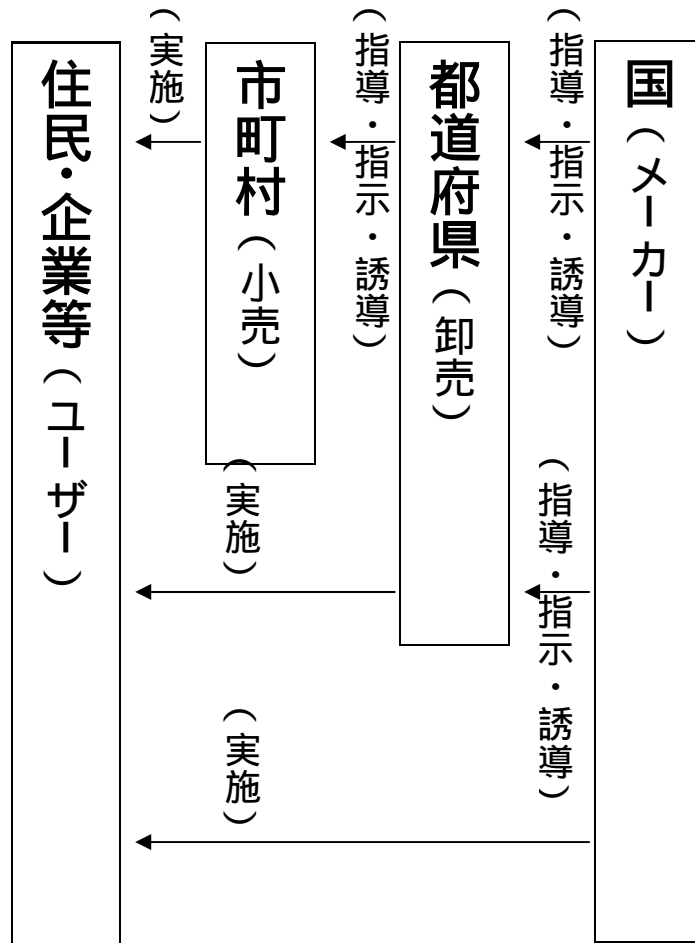 国（メーカー）
（指導・指示・誘導）
（指導・指示・誘導）
都道府県（卸売）
（指導・指示・誘導）
市町村（小売）
（実施）
（実施）
（実施）
住民・企業等（ユーザー）